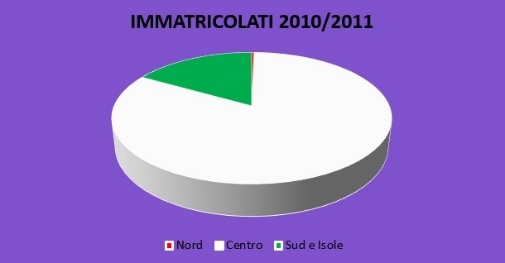 IMMATRICOLATI 2010/2011
Nord Centro Sud e Isole